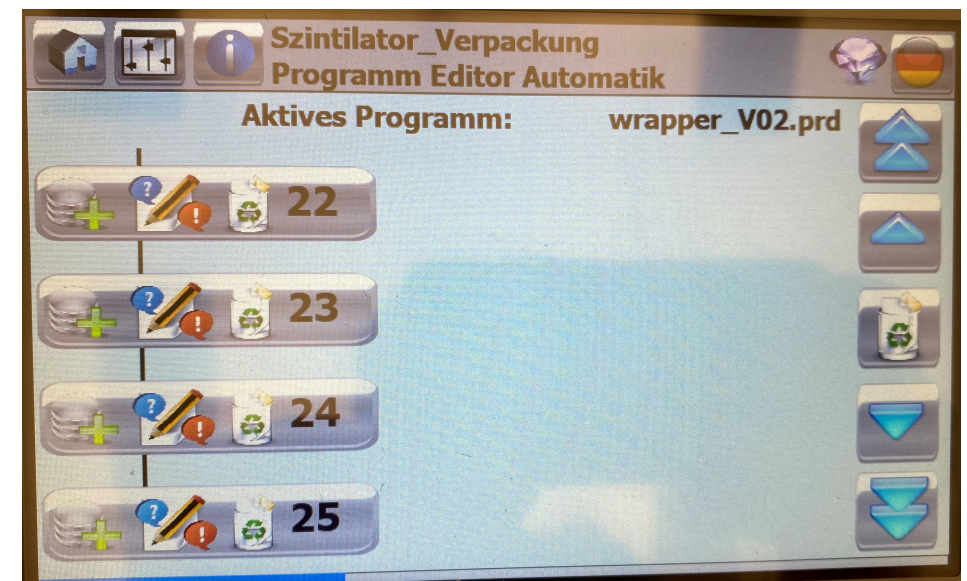 Szintilator_Verpackung
Programm Editor Automatik
Aktives Programm: wrapper_V02.prd
22
23
24
25